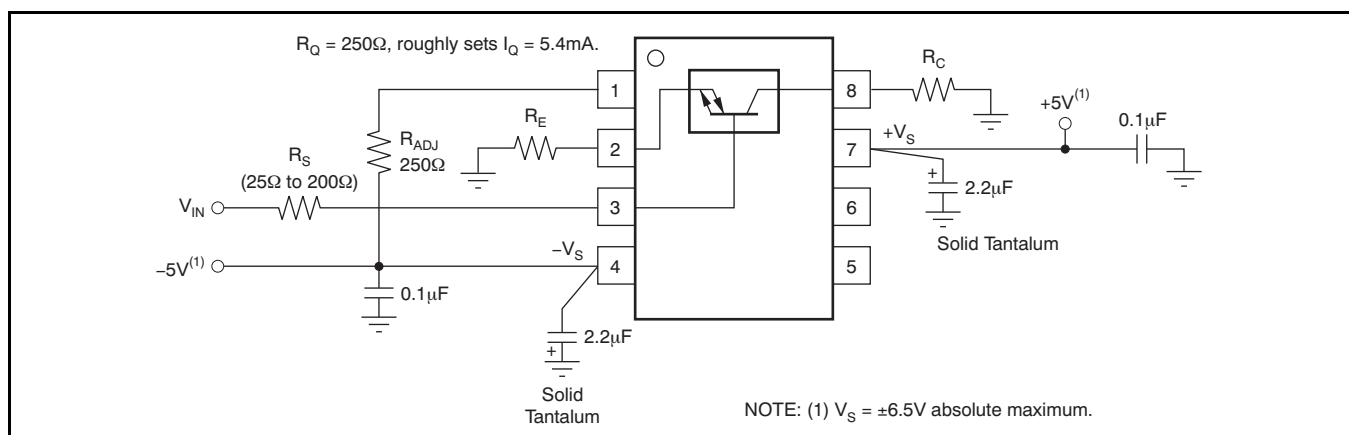 R_Q = 250Ω, roughly sets I_Q = 5.4mA.
1
8
R_C
+5V(1)
0.1μF
R_E
R_ADJ
250Ω
2
+V_S
7
R_S
(25Ω to 200Ω)
+
2.2μF
V_IN
3
6
Solid Tantalum
–V_S
–5V(1)
4
5
0.1μF
2.2μF
+
Solid
Tantalum
NOTE: (1) V_S = ±6.5V absolute maximum.